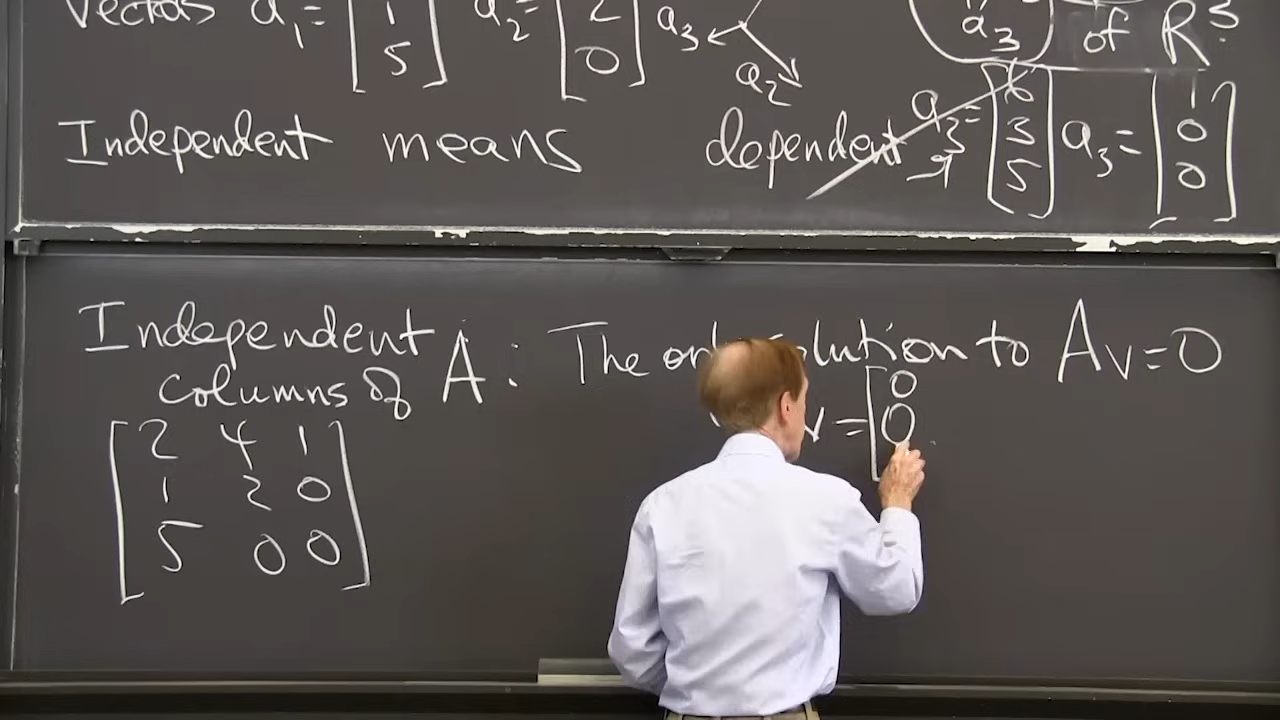 Vectors a₁ = [ 1 5 ] a₂ = [ 2 0 ] a₃ a₂ a₃ of R³
Independent means dependent a₃ = [ 6 3 5 ] a₃ = [ 1 0 0 ]
Independent columns of A : The only solution to Av=0
v = [ 0 0
[ 2 4 1
1 2 0
5 0 0 ]